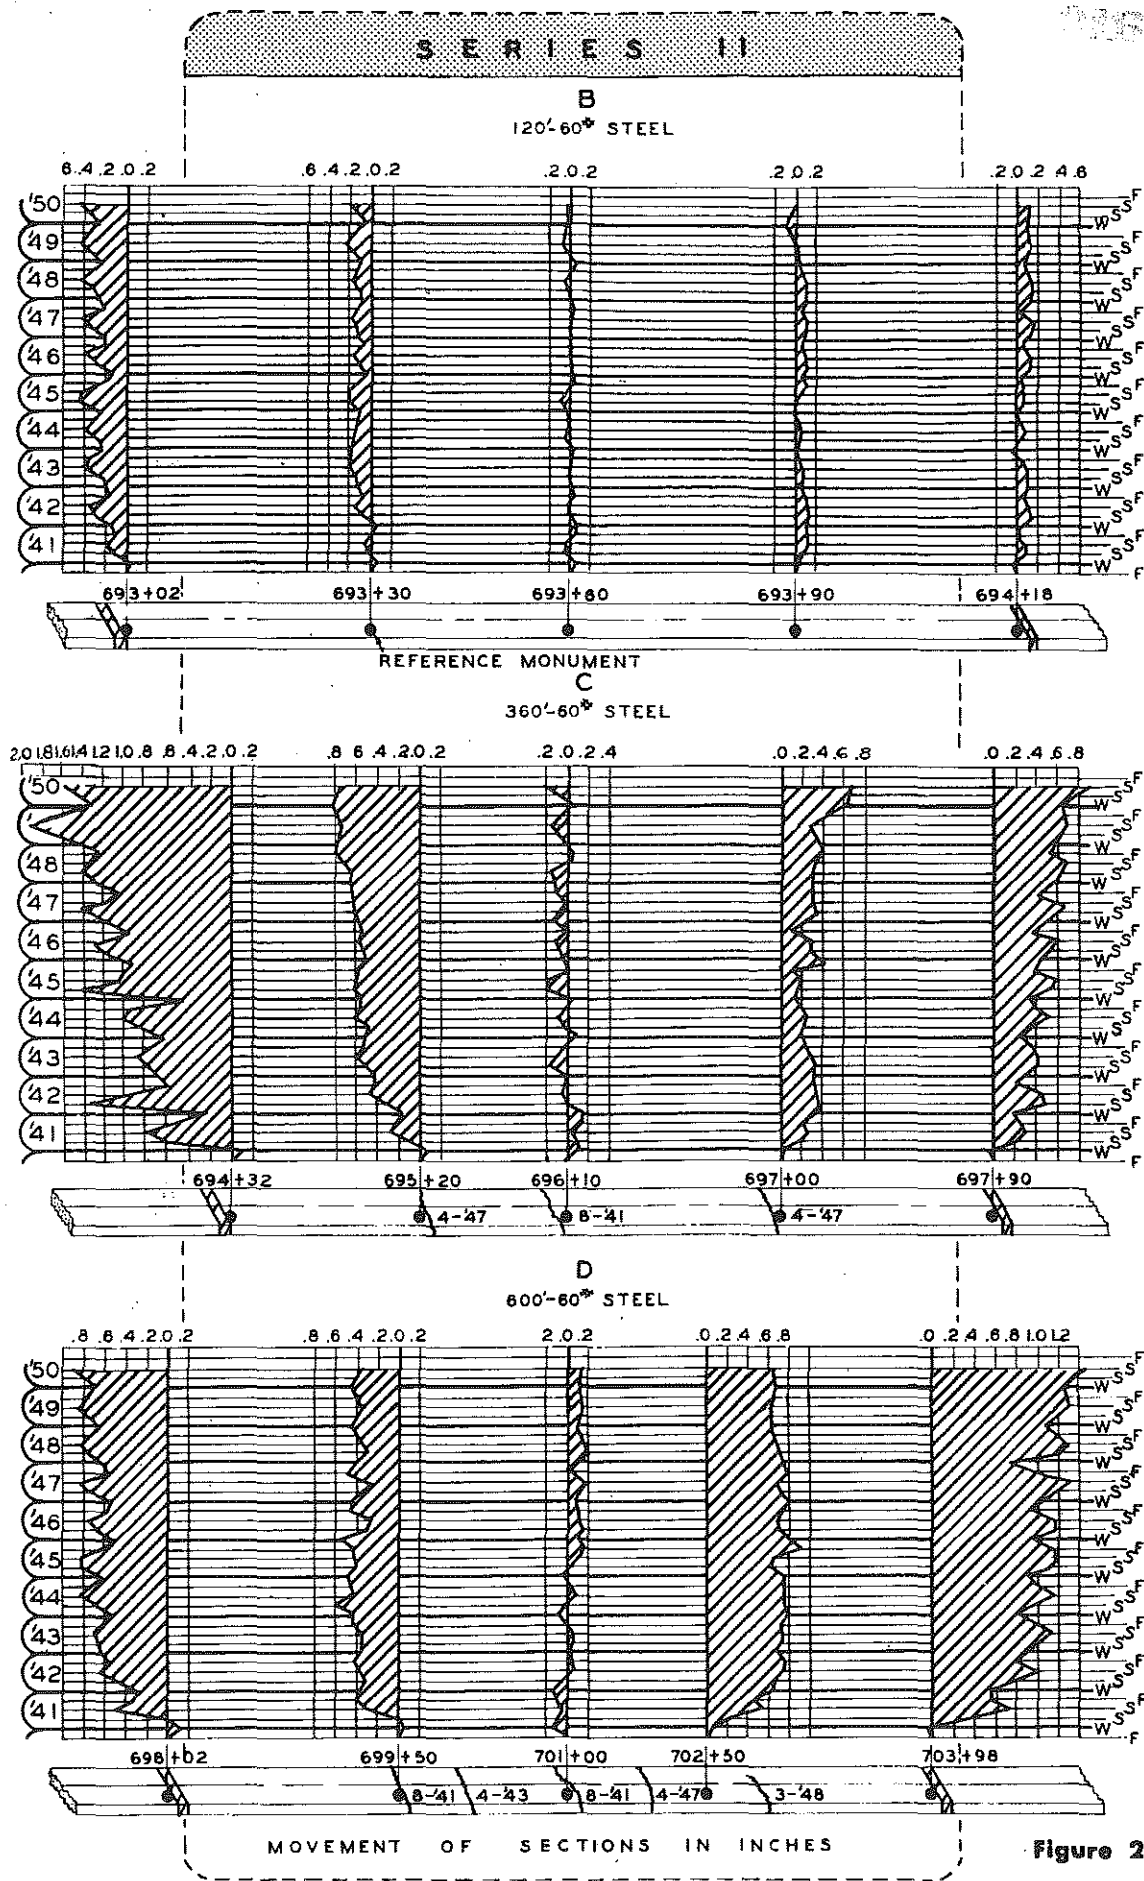 SERIES II
B
120'-60# STEEL
6.4.2.0.2 .6.4.2.0.2 .2.0.2 .2.0.2 .2.0.2.4.6
'50
'49
'48
'47
'46
'45
'44
'43
'42
'41
W S S F
W S S F
W S S F
W S S F
W S S F
W S S F
W S S F
W S S F
W S S F
W S S F
F
693+02 693+30 693+60 693+90 694+18
REFERENCE MONUMENT
C
360'-60# STEEL
2.0 1.8 1.6 1.4 1.2 1.0 .8 .6 .4 .2 .0 .2 .8 .6.4.2.0.2 .2.0.2.4 .0.2.4.6.8 .0.2.4.6.8
'50
'48
'47
'46
'45
'44
'43
'42
'41
W S S F
W S S F
W S S F
W S S F
W S S F
W S S F
W S S F
W S S F
W S S F
W S S F
F
694+32 695+20 696+10 697+00 697+90
4-'47 8-'41 4-'47
D
600'-60# STEEL
.8 .6.4.2.0.2 .8.6.4.2.0.2 2.0.2 .0.2.4.6.8 .0.2.4.6.8 1.0 1.2
'50
'49
'48
'47
'46
'45
'44
'43
'42
'41
W S S F
W S S F
W S S F
W S S F
W S S F
W S S F
W S S F
W S S F
W S S F
W S S F
F
698+02 699+50 701+00 702+50 703+98
8-'41 4-'43 8-'41 4-'47 3-'48
MOVEMENT OF SECTIONS IN INCHES
Figure 2